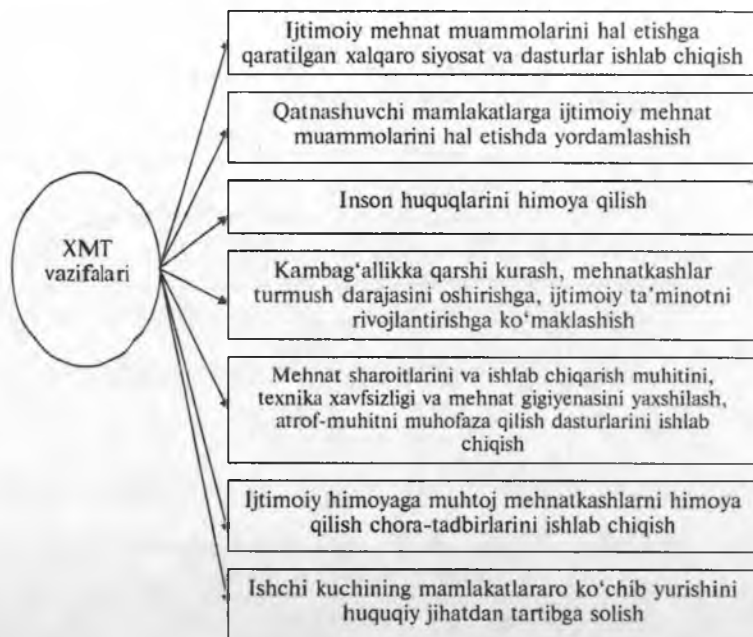 Ijtimoiy mehnat muammolarini hal etishga
qaratilgan xalqaro siyosat va dasturlar ishlab chiqish
Qatnashuvchi mamlakatlarga ijtimoiy mehnat
muammolarini hal etishda yordamlashish
Inson huquqlarini himoya qilish
XMT
vazifalari
Kambag‘allikka qarshi kurash, mehnatkashlar
turmush darajasini oshirishga, ijtimoiy ta’minotni
rivojlantirishga ko‘maklashish
Mehnat sharoitlarini va ishlab chiqarish muhitini,
texnika xavfsizligi va mehnat gigiyenasini yaxshilash,
atrof-muhitni muhofaza qilish dasturlarini ishlab
chiqish
Ijtimoiy himoyaga muhtoj mehnatkashlarni himoya
qilish chora-tadbirlarini ishlab chiqish
Ishchi kuchining mamlakatlararo ko‘chib yurishini
huquqiy jihatdan tartibga solish